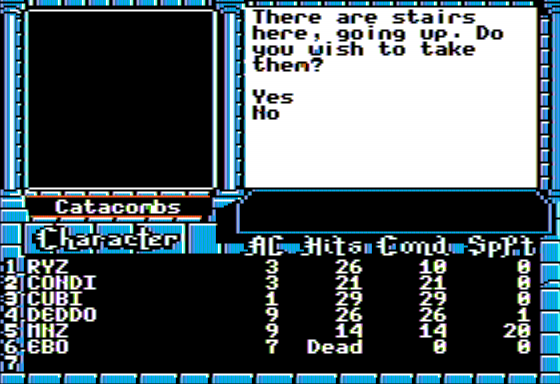 There are stairs
here, going up. Do
you wish to take
them?
Yes
No
Catacombs
Character AC Hits Cond SpPt
1 RYZ 3 26 10 0
2 CONDI 3 21 21 0
3 CUBI 1 29 29 0
4 DEDDO 9 26 26 1
5 MNZ 9 14 14 20
6 EBO 7 Dead 0 0
7